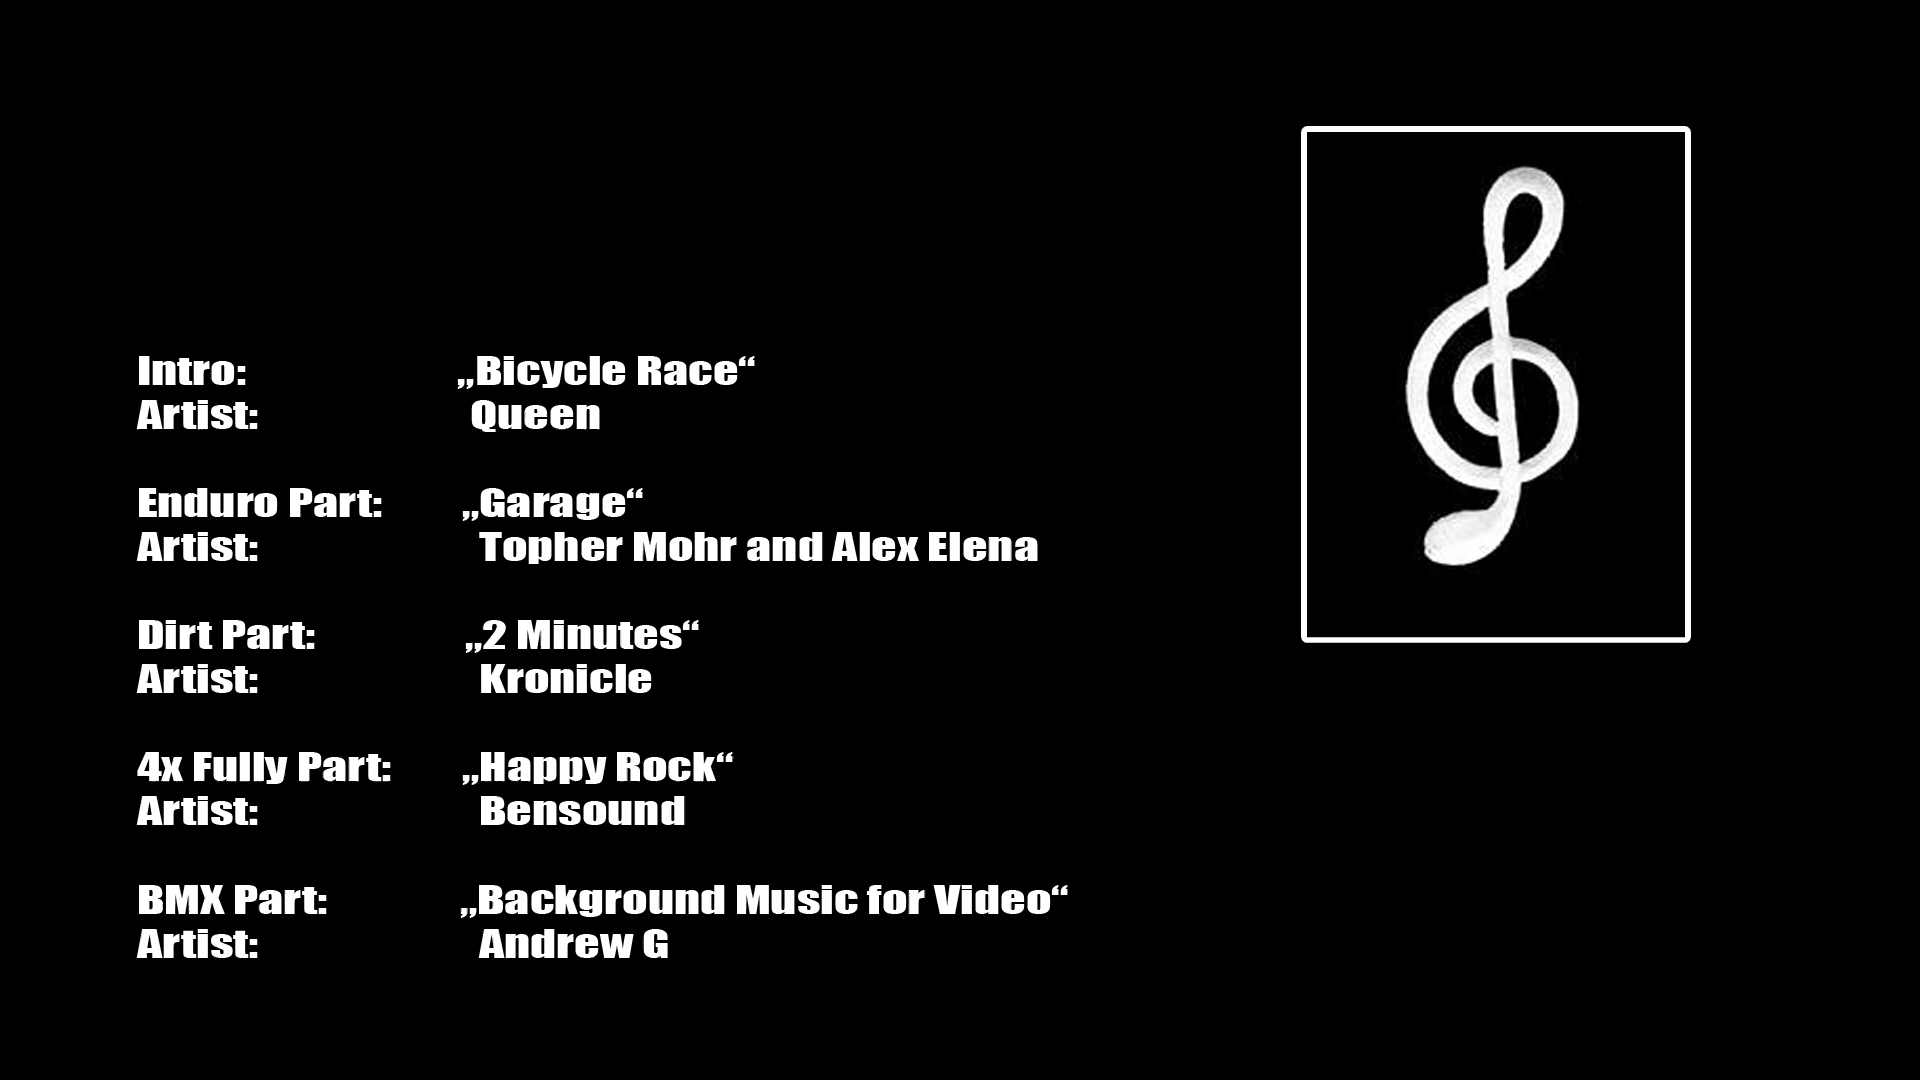 Intro: „Bicycle Race“
Artist: Queen
Enduro Part: „Garage“
Artist: Topher Mohr and Alex Elena
Dirt Part: „2 Minutes“
Artist: Kronicle
4x Fully Part: „Happy Rock“
Artist: Bensound
BMX Part: „Background Music for Video“
Artist: Andrew G